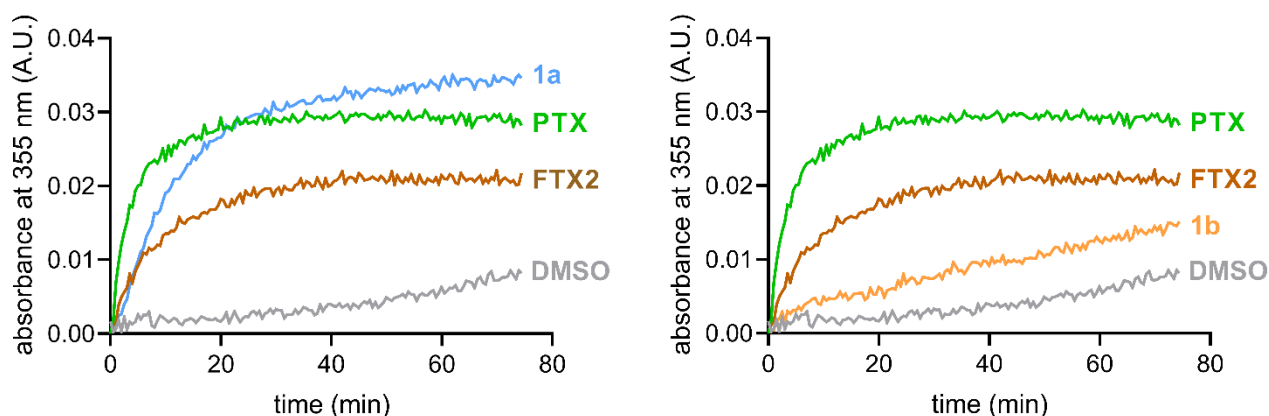 absorbance at 355 nm (A.U.)
0.04
0.03
0.02
0.01
0.00
0
20
40
60
80
time (min)
1a
PTX
FTX2
DMSO
absorbance at 355 nm (A.U.)
0.04
0.03
0.02
0.01
0.00
0
20
40
60
80
time (min)
PTX
FTX2
1b
DMSO